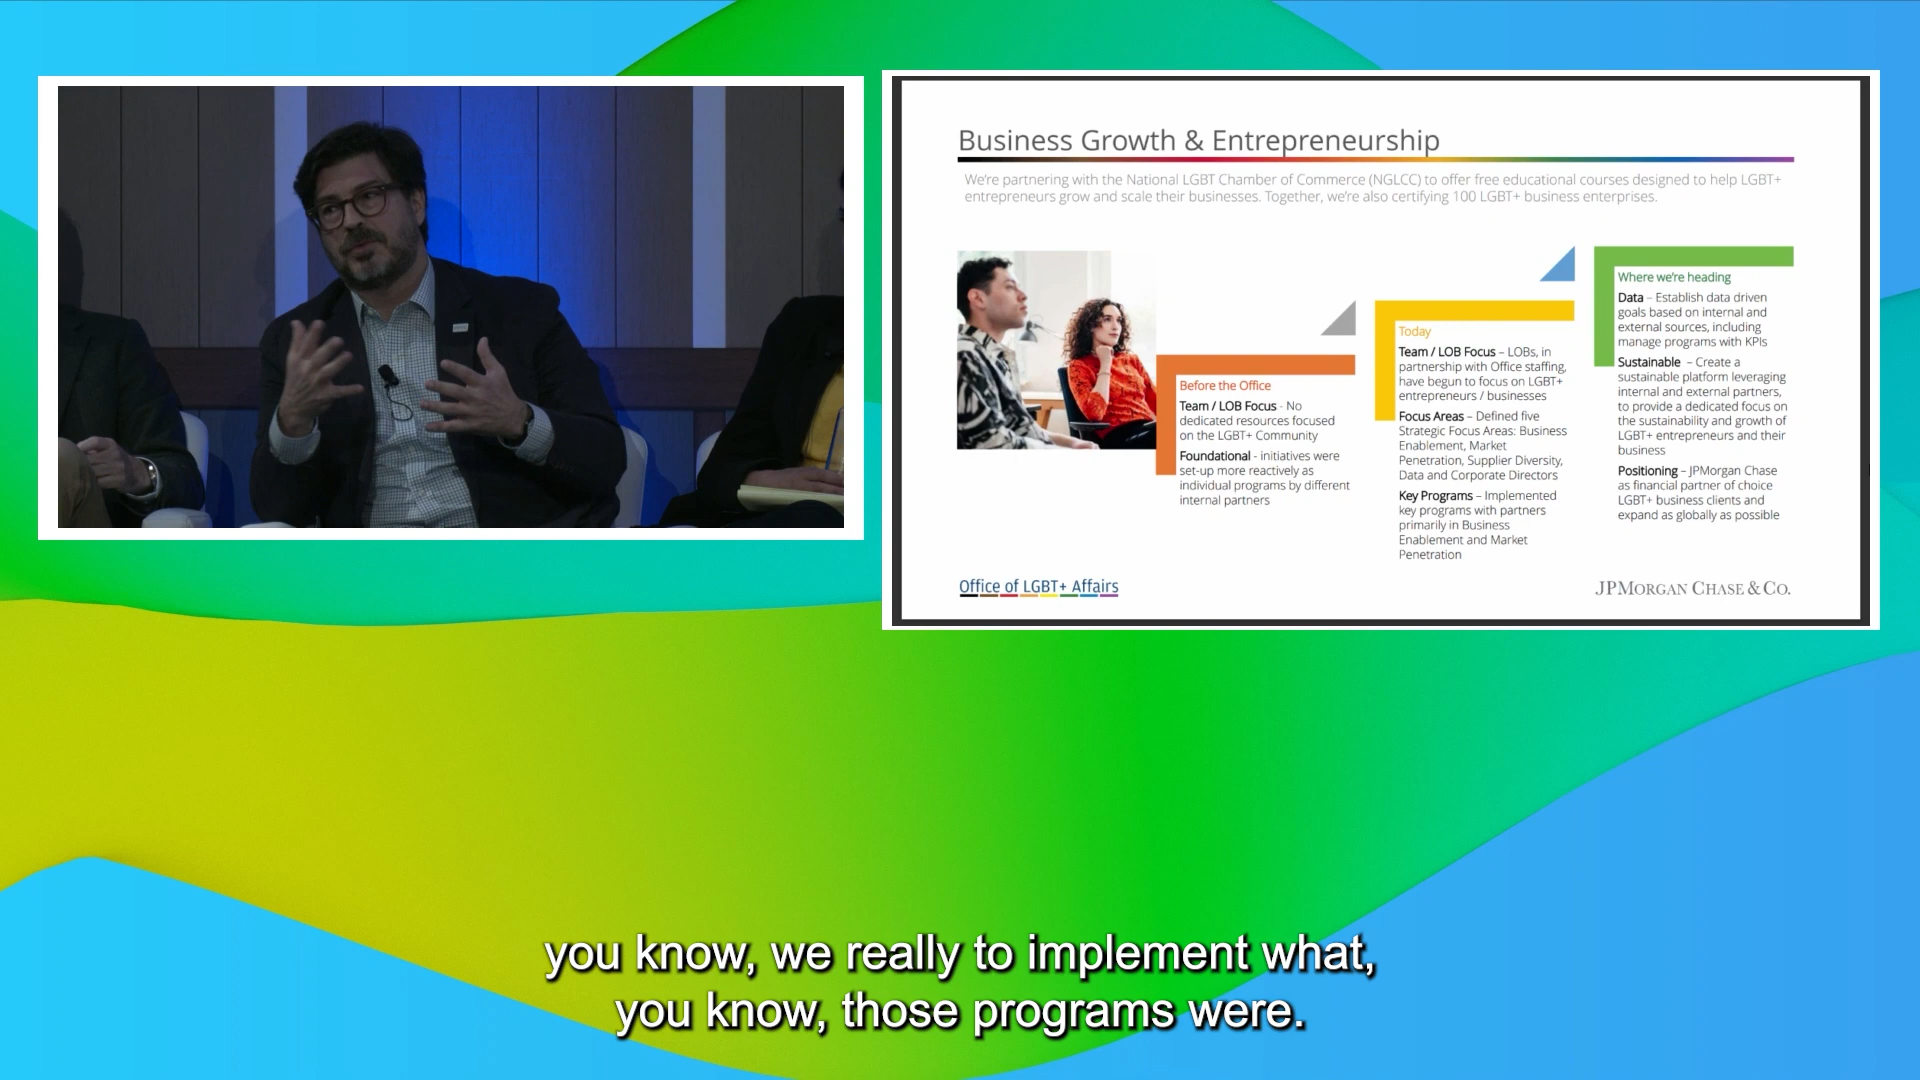 Business Growth & Entrepreneurship
We're partnering with the National LGBT Chamber of Commerce (NGLCC) to offer free educational courses designed to help LGBT+
entrepreneurs grow and scale their businesses. Together, we're also certifying 100 LGBT+ business enterprises.
Before the Office
Team / LOB Focus - No
dedicated resources focused
on the LGBT+ Community
Foundational - initiatives were
set-up more reactively as
individual programs by different
internal partners
Today
Team / LOB Focus – LOBs, in
partnership with Office staffing,
have begun to focus on LGBT+
entrepreneurs / businesses
Focus Areas – Defined five
Strategic Focus Areas: Business
Enablement, Market
Penetration, Supplier Diversity,
Data and Corporate Directors
Key Programs – Implemented
key programs with partners
primarily in Business
Enablement and Market
Penetration
Where we're heading
Data – Establish data driven
goals based on internal and
external sources, including
manage programs with KPIs
Sustainable – Create a
sustainable platform leveraging
internal and external partners,
to provide a dedicated focus on
the sustainability and growth of
LGBT+ entrepreneurs and their
business
Positioning – JPMorgan Chase
as financial partner of choice
LGBT+ business clients and
expand as globally as possible
Office of LGBT+ Affairs
JPMORGAN CHASE & CO.
you know, we really to implement what,
you know, those programs were.